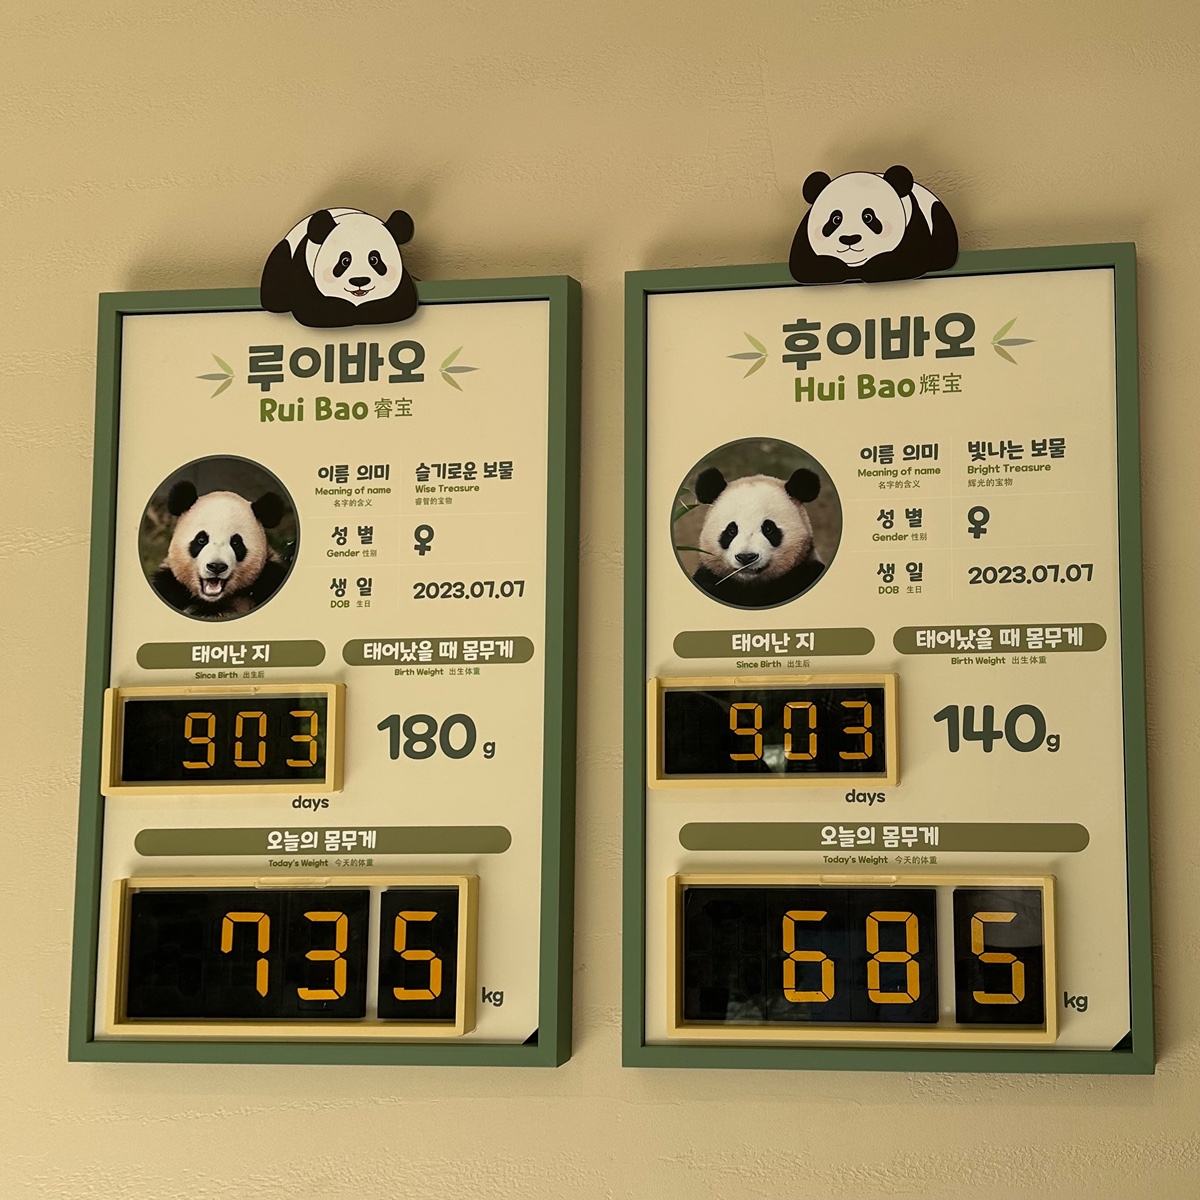 루이바오
Rui Bao 睿宝
이름 의미 슬기로운 보물
Meaning of name Wise Treasure
名字的含义 睿智的宝物
성 별 ♀
Gender 性别
생 일 2023.07.07
DOB 生日
태어난 지 태어났을 때 몸무게
Since Birth 出生后 Birth Weight 出生体重
903 180g
days
오늘의 몸무게
Today's Weight 今天的体重
73 5 kg
후이바오
Hui Bao 辉宝
이름 의미 빛나는 보물
Meaning of name Bright Treasure
名字的含义 辉光的宝物
성 별 ♀
Gender 性别
생 일 2023.07.07
DOB 生日
태어난 지 태어났을 때 몸무게
Since Birth 出生后 Birth Weight 出生体重
903 140g
days
오늘의 몸무게
Today's Weight 今天的体重
68 5 kg